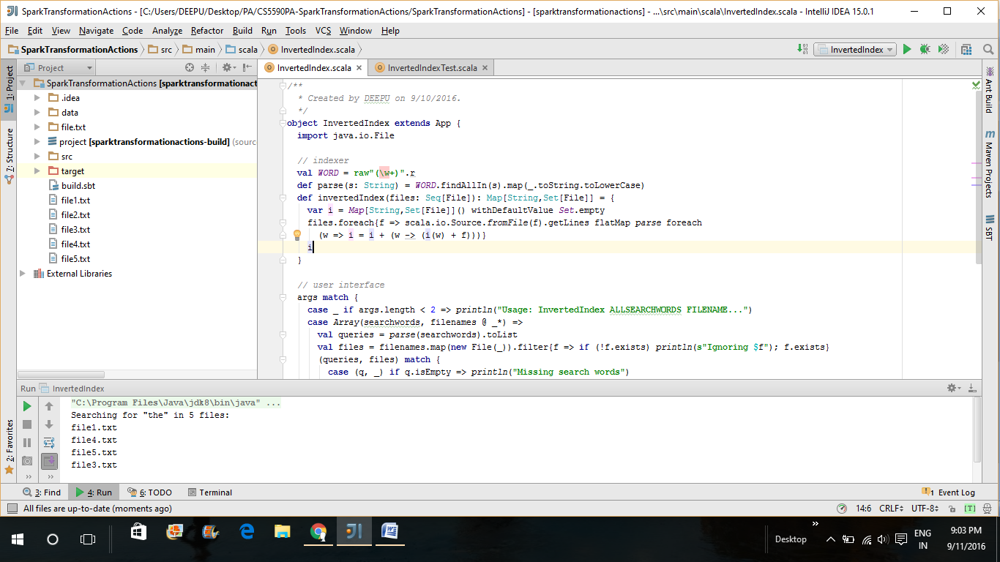 SparkTransformationActions - [C:/Users/DEEPU/Desktop/PA/CS5590PA-SparkTransformationActions/SparkTransformationActions] - [sparktransformationactions] - ...\src\main\scala\InvertedIndex.scala - IntelliJ IDEA 15.0.1
File Edit View Navigate Code Analyze Refactor Build Run Tools VCS Window Help
SparkTransformationActions src main scala InvertedIndex.scala InvertedIndex
1: Project
7: Structure
2: Favorites
Project
SparkTransformationActions [sparktransformationact
.idea
data
file.txt
project [sparktransformationactions-build] (sourc
src
target
build.sbt
file1.txt
file2.txt
file3.txt
file4.txt
file5.txt
External Libraries
InvertedIndex.scala InvertedIndexTest.scala
/**
* Created by DEEPU on 9/10/2016.
*/
object InvertedIndex extends App {
import java.io.File
// indexer
val WORD = raw"(\w+)".r
def parse(s: String) = WORD.findAllIn(s).map(_.toString.toLowerCase)
def invertedIndex(files: Seq[File]): Map[String,Set[File]] = {
var i = Map[String,Set[File]]() withDefaultValue Set.empty
files.foreach{f => scala.io.Source.fromFile(f).getLines flatMap parse foreach
(w => i = i + (w -> (i(w) + f)))}
i
}
// user interface
args match {
case _ if args.length < 2 => println("Usage: InvertedIndex ALLSEARCHWORDS FILENAME...")
case Array(searchwords, filenames @ _*) =>
val queries = parse(searchwords).toList
val files = filenames.map(new File(_)).filter{f => if (!f.exists) println(s"Ignoring $f"); f.exists}
(queries, files) match {
case (q, _) if q.isEmpty => println("Missing search words")
Ant Build
Maven Projects
SBT
Run InvertedIndex
"C:\Program Files\Java\jdk8\bin\java" ...
Searching for "the" in 5 files:
file1.txt
file4.txt
file5.txt
file3.txt
3: Find 4: Run 6: TODO Terminal 1 Event Log
All files are up-to-date (moments ago) 14:6 CRLF UTF-8 [T]
Desktop ENG IN 9:03 PM 9/11/2016